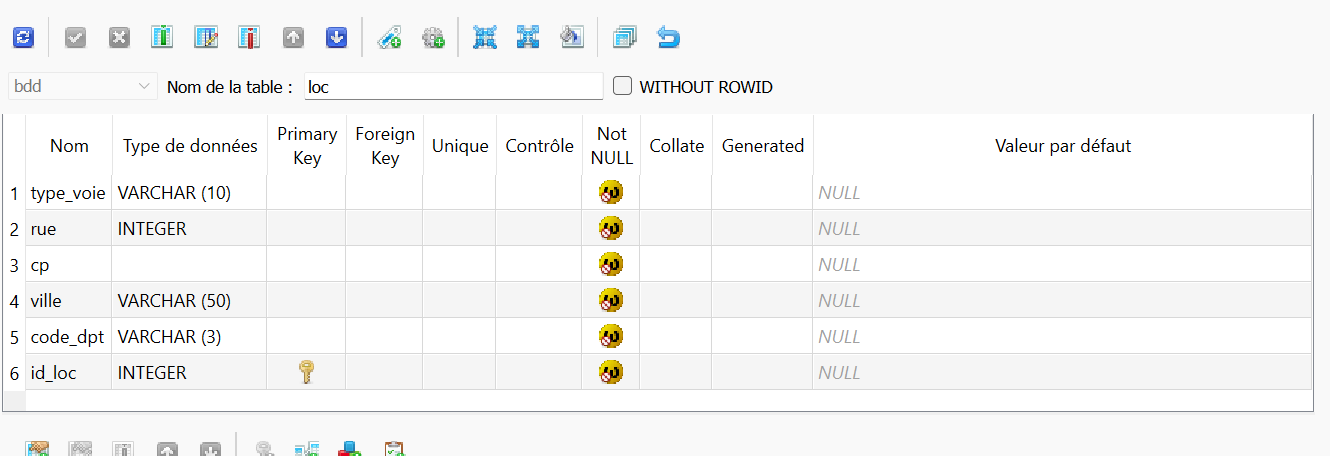 bdd Nom de la table : loc WITHOUT ROWID
Nom Type de données Primary Key Foreign Key Unique Contrôle Not NULL Collate Generated Valeur par défaut
1 type_voie VARCHAR (10) NULL
2 rue INTEGER NULL
3 cp NULL
4 ville VARCHAR (50) NULL
5 code_dpt VARCHAR (3) NULL
6 id_loc INTEGER NULL